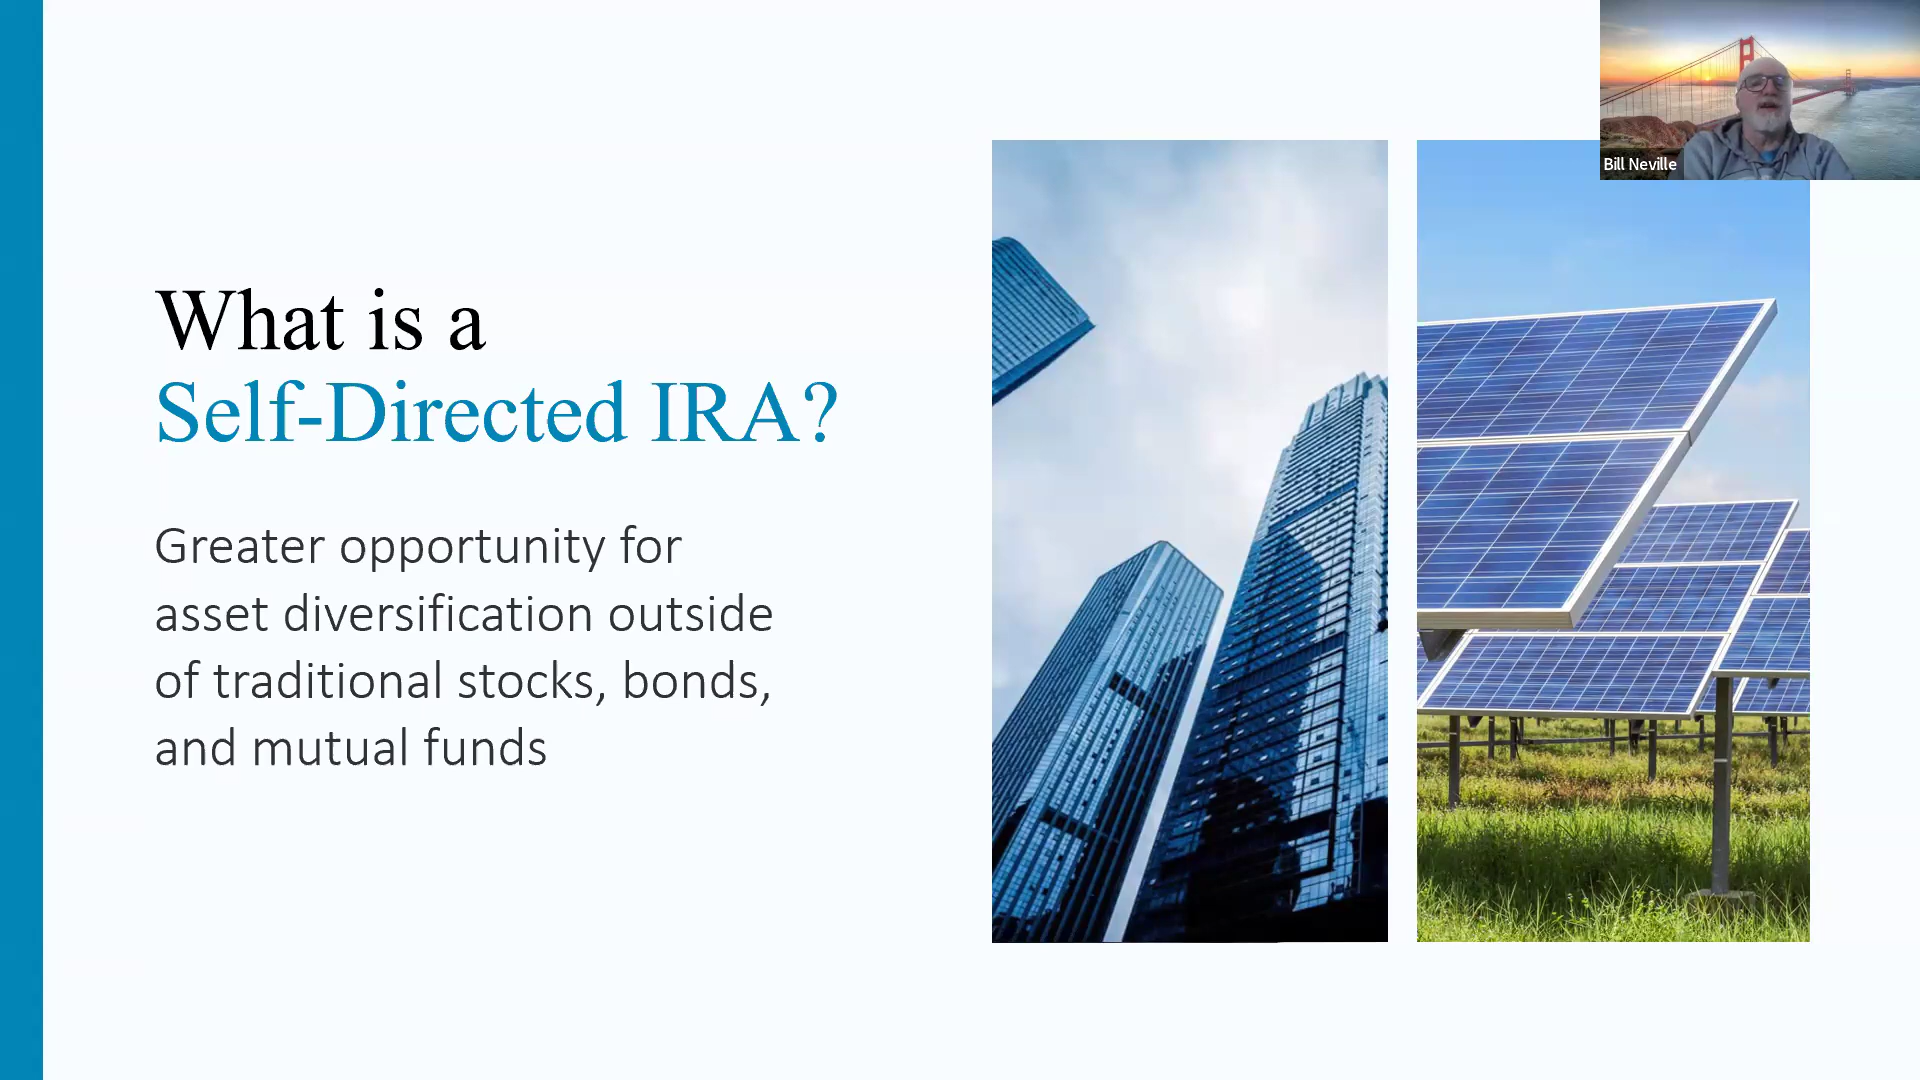 What is a
Self-Directed IRA?
Greater opportunity for
asset diversification outside
of traditional stocks, bonds,
and mutual funds
Bill Neville